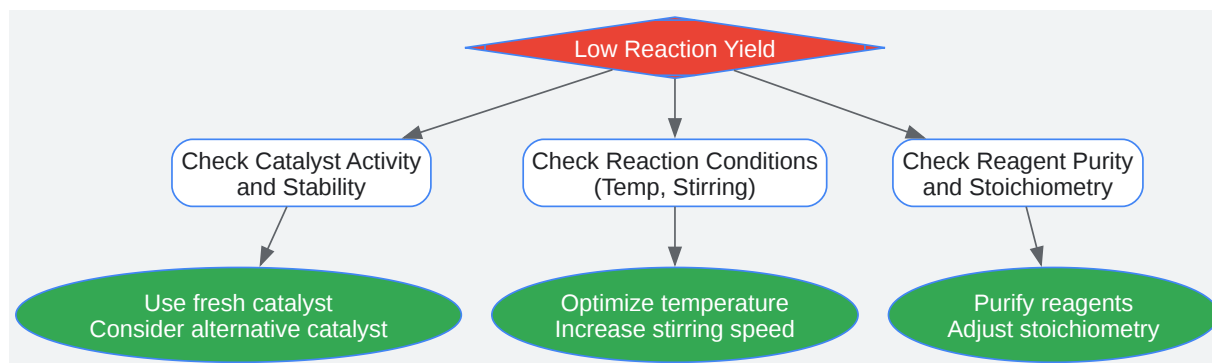 Low Reaction Yield
Check Catalyst Activity
and Stability
Check Reaction Conditions
(Temp, Stirring)
Check Reagent Purity
and Stoichiometry
Use fresh catalyst
Consider alternative catalyst
Optimize temperature
Increase stirring speed
Purify reagents
Adjust stoichiometry